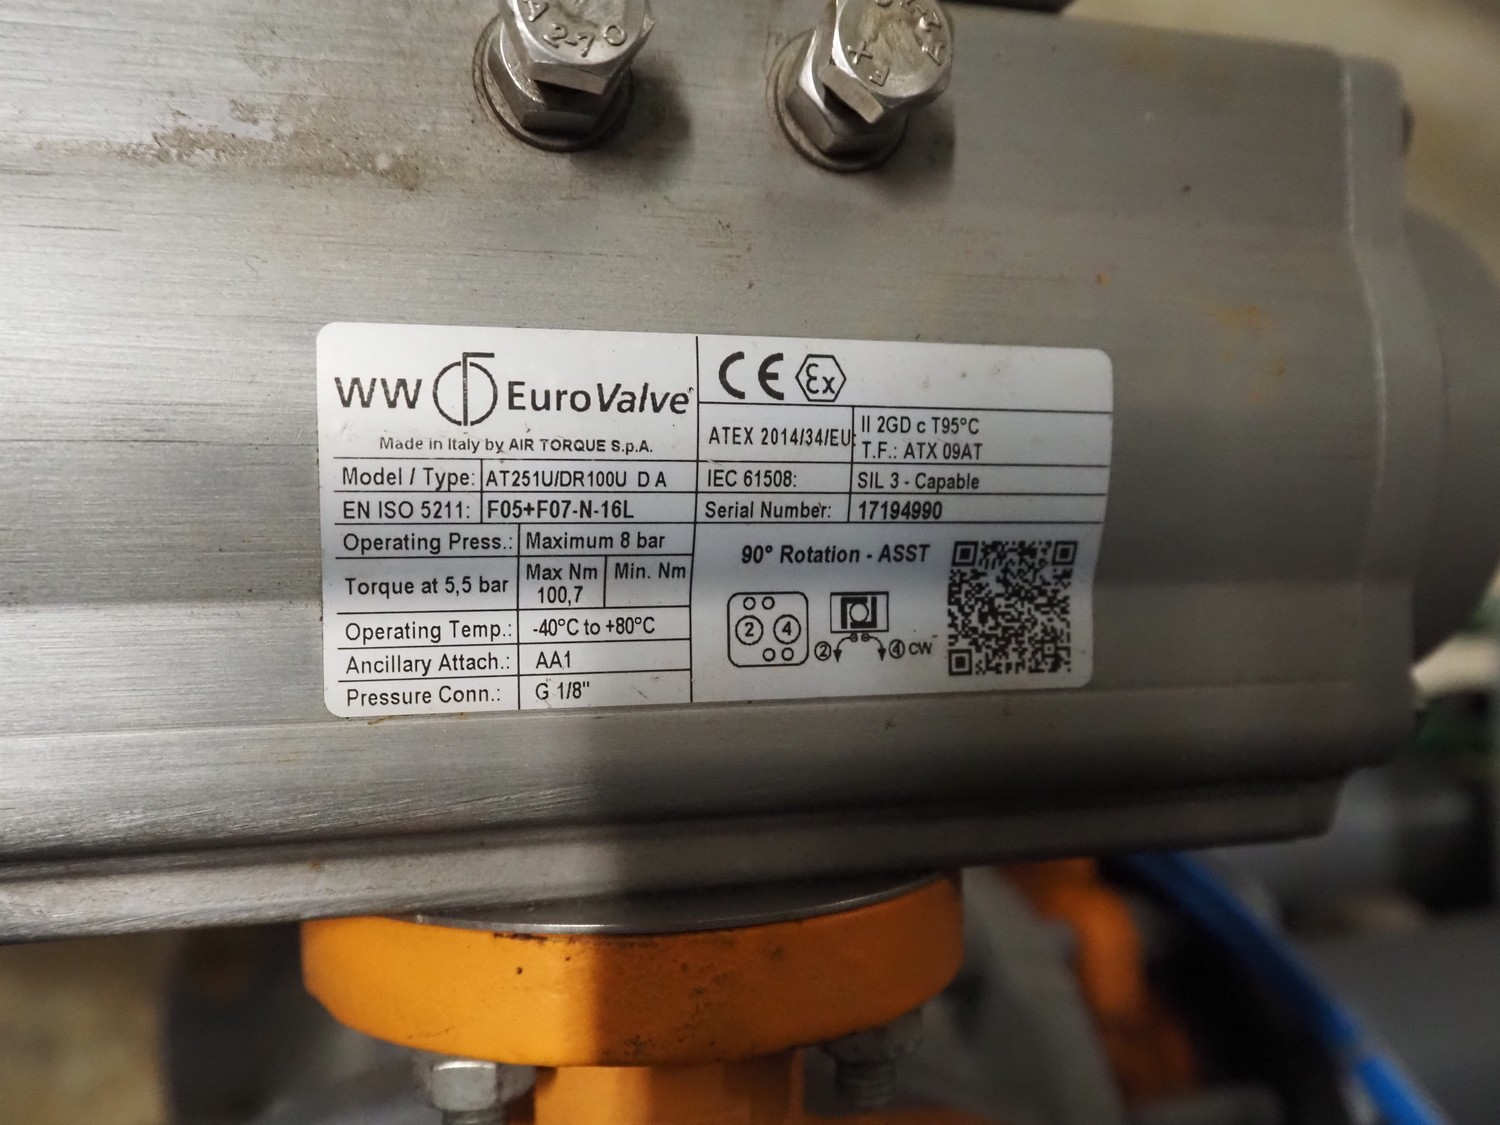 A2-70
WW EuroValve
Made in Italy by AIR TORQUE S.p.A.
Model / Type: AT251U/DR100U D A
EN ISO 5211: F05+F07-N-16L
Operating Press.: Maximum 8 bar
Torque at 5,5 bar Max Nm 100,7 Min. Nm
Operating Temp.: -40°C to +80°C
Ancillary Attach.: AA1
Pressure Conn.: G 1/8"
CE Ex
ATEX 2014/34/EU: II 2GD c T95°C
T.F.: ATX 09AT
IEC 61508: SIL 3 - Capable
Serial Number: 17194990
90° Rotation - ASST
2 4
2 4 CW